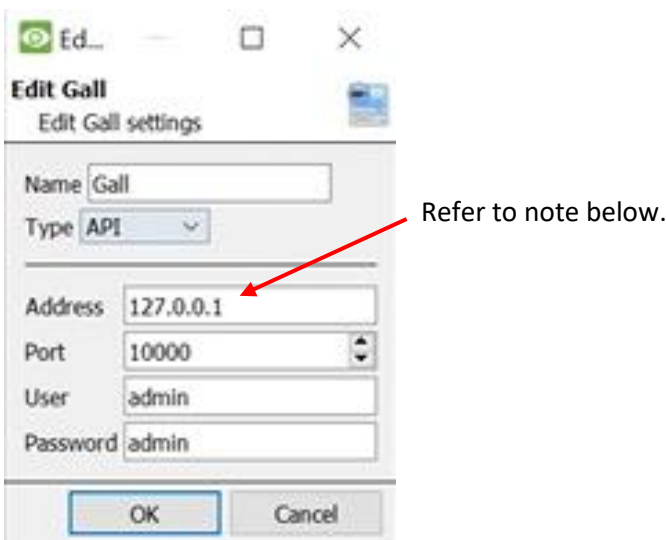 Ed...
Edit Gall
Edit Gall settings
Name Gall
Type API
Refer to note below.
Address 127.0.0.1
Port 10000
User admin
Password admin
OK Cancel